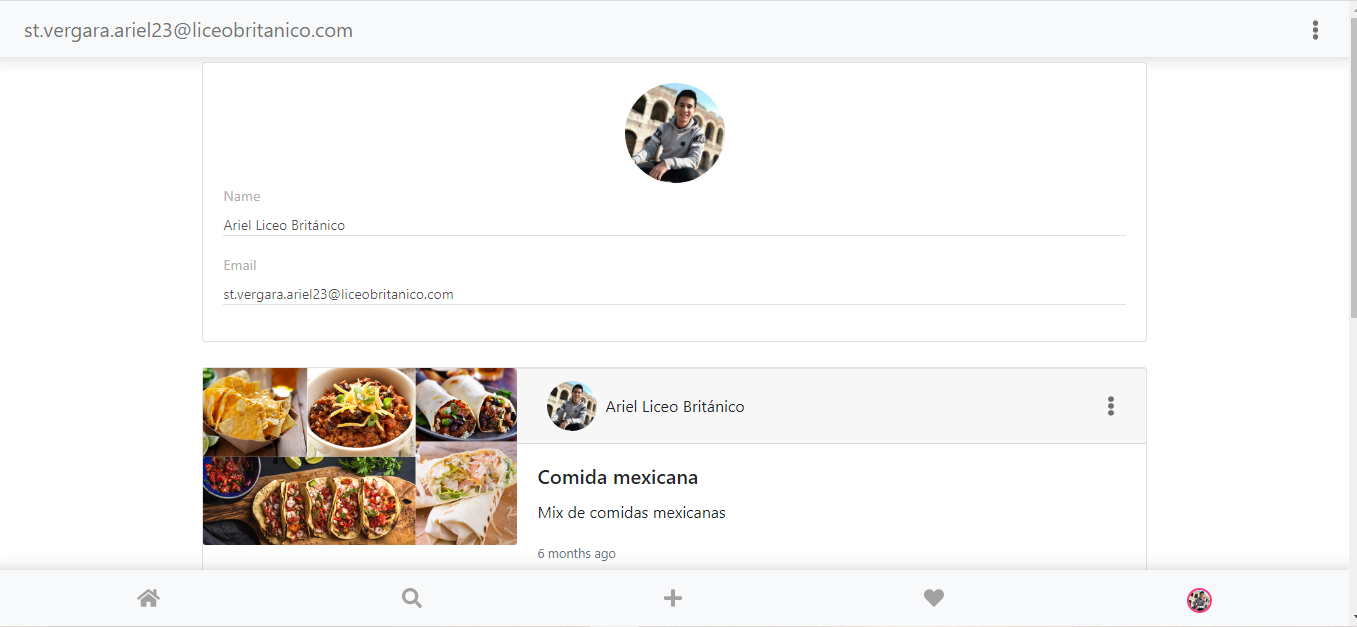 st.vergara.ariel23@liceobritanico.com
Name
Ariel Liceo Británico
Email
st.vergara.ariel23@liceobritanico.com
Ariel Liceo Británico
Comida mexicana
Mix de comidas mexicanas
6 months ago